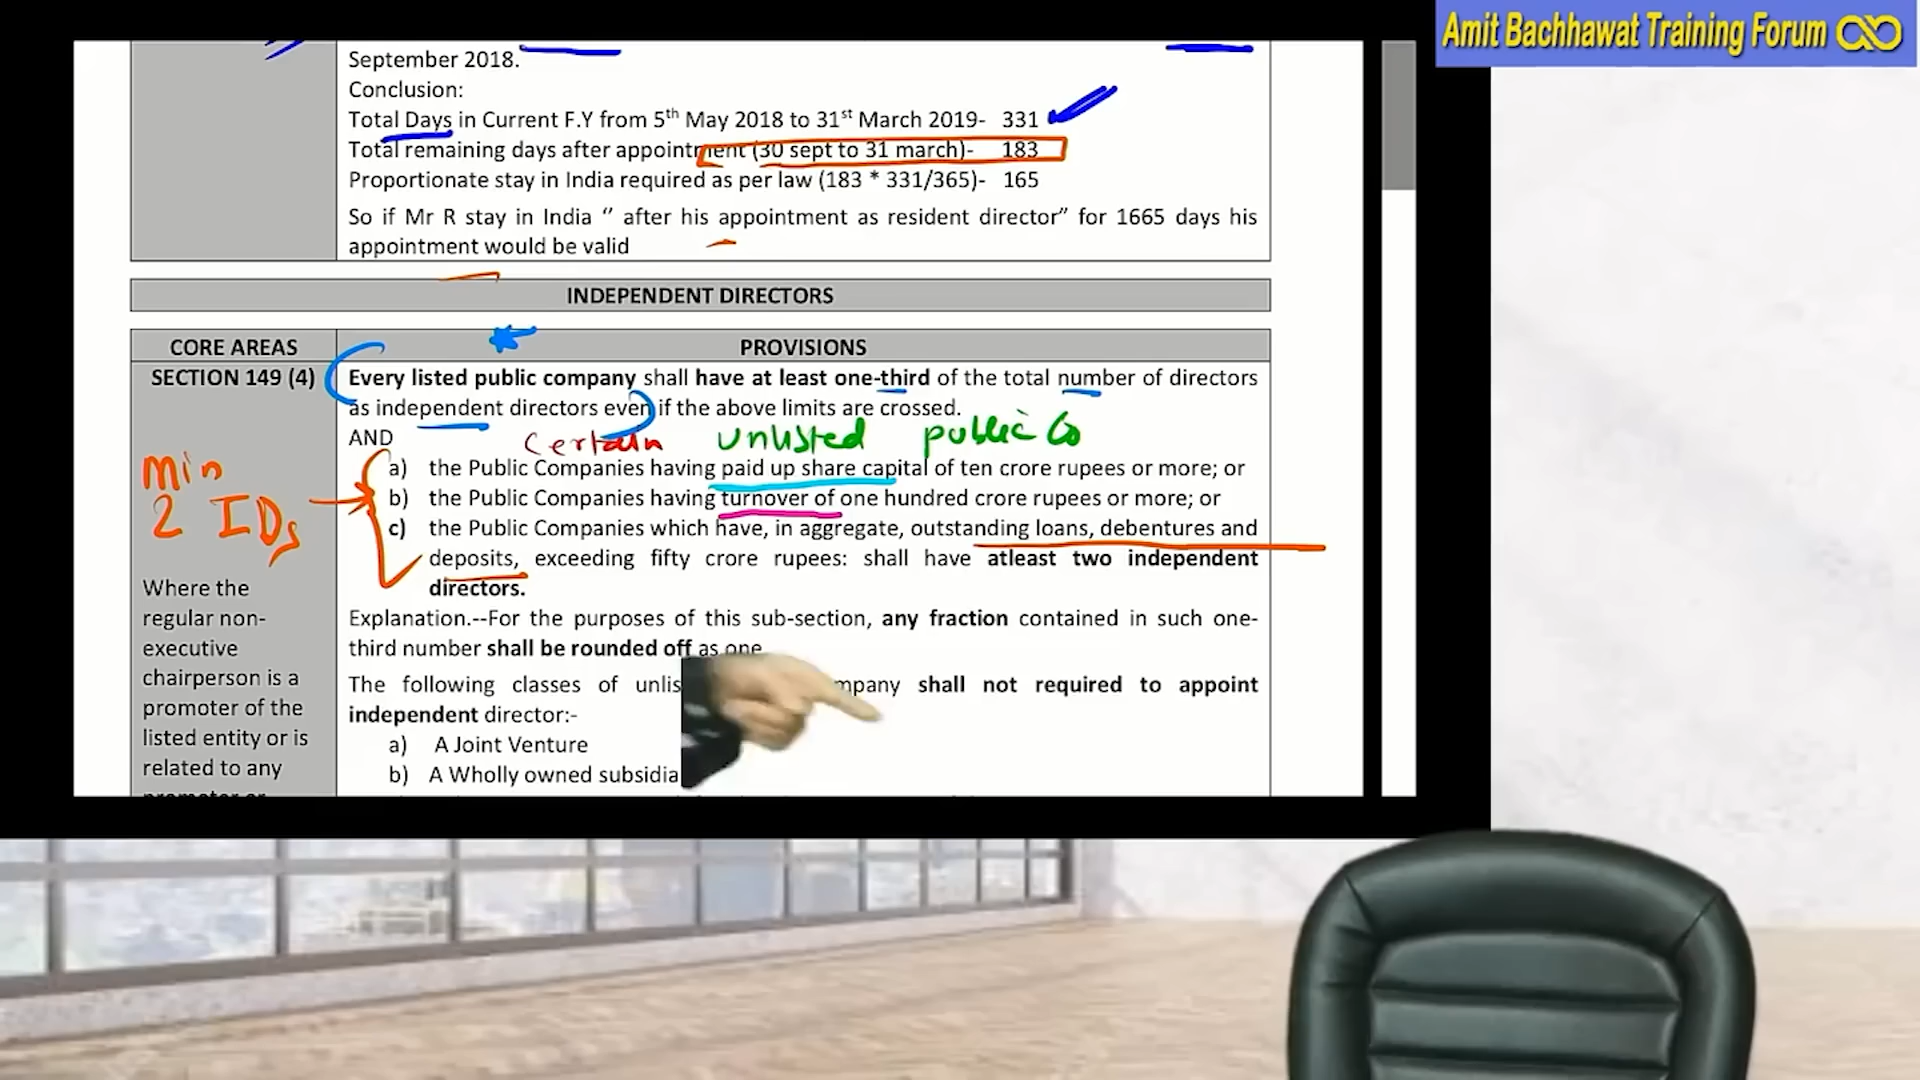 Amit Bachhawat Training Forum
September 2018.
Conclusion:
Total Days in Current F.Y from 5th May 2018 to 31st March 2019- 331
Total remaining days after appointment (30 sept to 31 march)- 183
Proportionate stay in India required as per law (183 * 331/365)- 165
So if Mr R stay in India “ after his appointment as resident director” for 1665 days his
appointment would be valid
INDEPENDENT DIRECTORS
CORE AREAS
PROVISIONS
SECTION 149 (4)
min
2 IDs
Where the
regular non-
executive
chairperson is a
promoter of the
listed entity or is
related to any
promoter or
Every listed public company shall have at least one-third of the total number of directors
as independent directors even if the above limits are crossed.
AND
Certain unlisted public Co
a) the Public Companies having paid up share capital of ten crore rupees or more; or
b) the Public Companies having turnover of one hundred crore rupees or more; or
c) the Public Companies which have, in aggregate, outstanding loans, debentures and
deposits, exceeding fifty crore rupees: shall have atleast two independent
directors.
Explanation.--For the purposes of this sub-section, any fraction contained in such one-
third number shall be rounded off as one
The following classes of shall not required to appoint
independent director:-
a) A Joint Venture
b) A Wholly owned